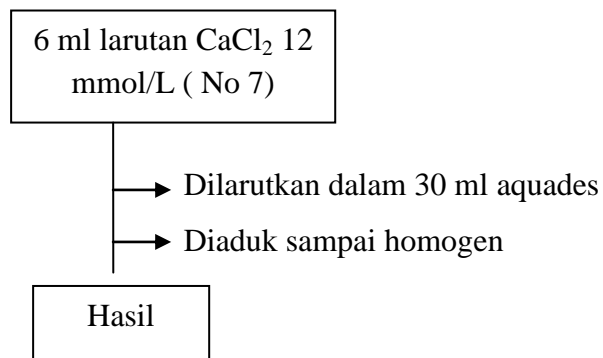 6 ml larutan CaCl₂ 12
mmol/L ( No 7)
Dilarutkan dalam 30 ml aquades
Diaduk sampai homogen
Hasil